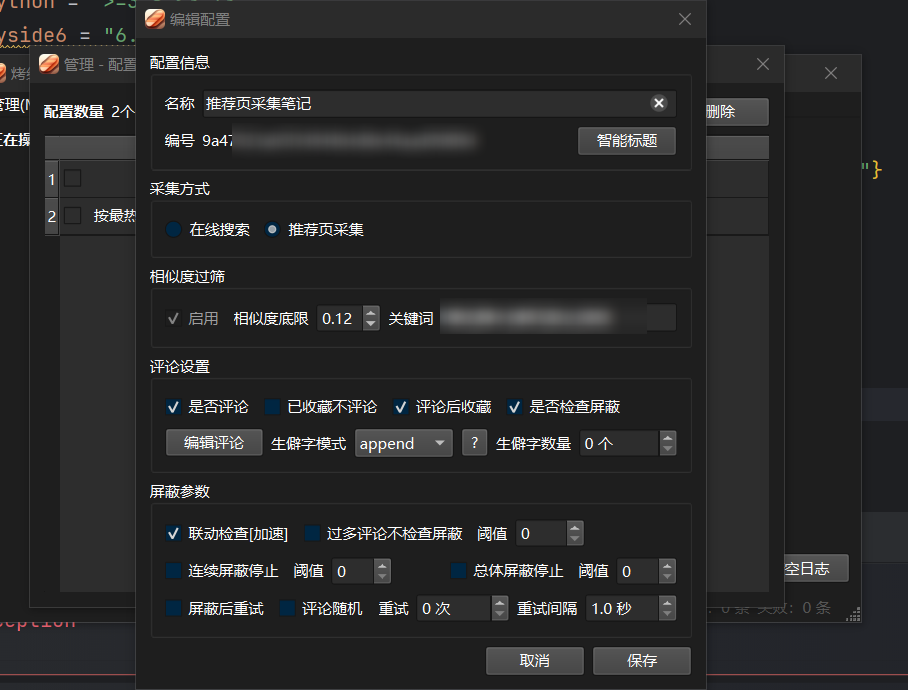 ython = ">=3
yside6 = "6.
编辑配置
管理 - 配置
烤
管理(M
配置信息
配置数量 2个
名称 推荐页采集笔记
删除
正在操
编号 9a47
智能标题
"}
采集方式
1
2 按最热
在线搜索 推荐页采集
相似度过筛
启用 相似度底限 0.12 关键词
评论设置
是否评论 已收藏不评论 评论后收藏 是否检查屏蔽
编辑评论 生僻字模式 append ? 生僻字数量 0 个
屏蔽参数
联动检查[加速] 过多评论不检查屏蔽 阈值 0
连续屏蔽停止 阈值 0 总体屏蔽停止 阈值 0
空日志
屏蔽后重试 评论随机 重试 0 次 重试间隔 1.0 秒
: 0 条 失败: 0 条
ception
取消 保存